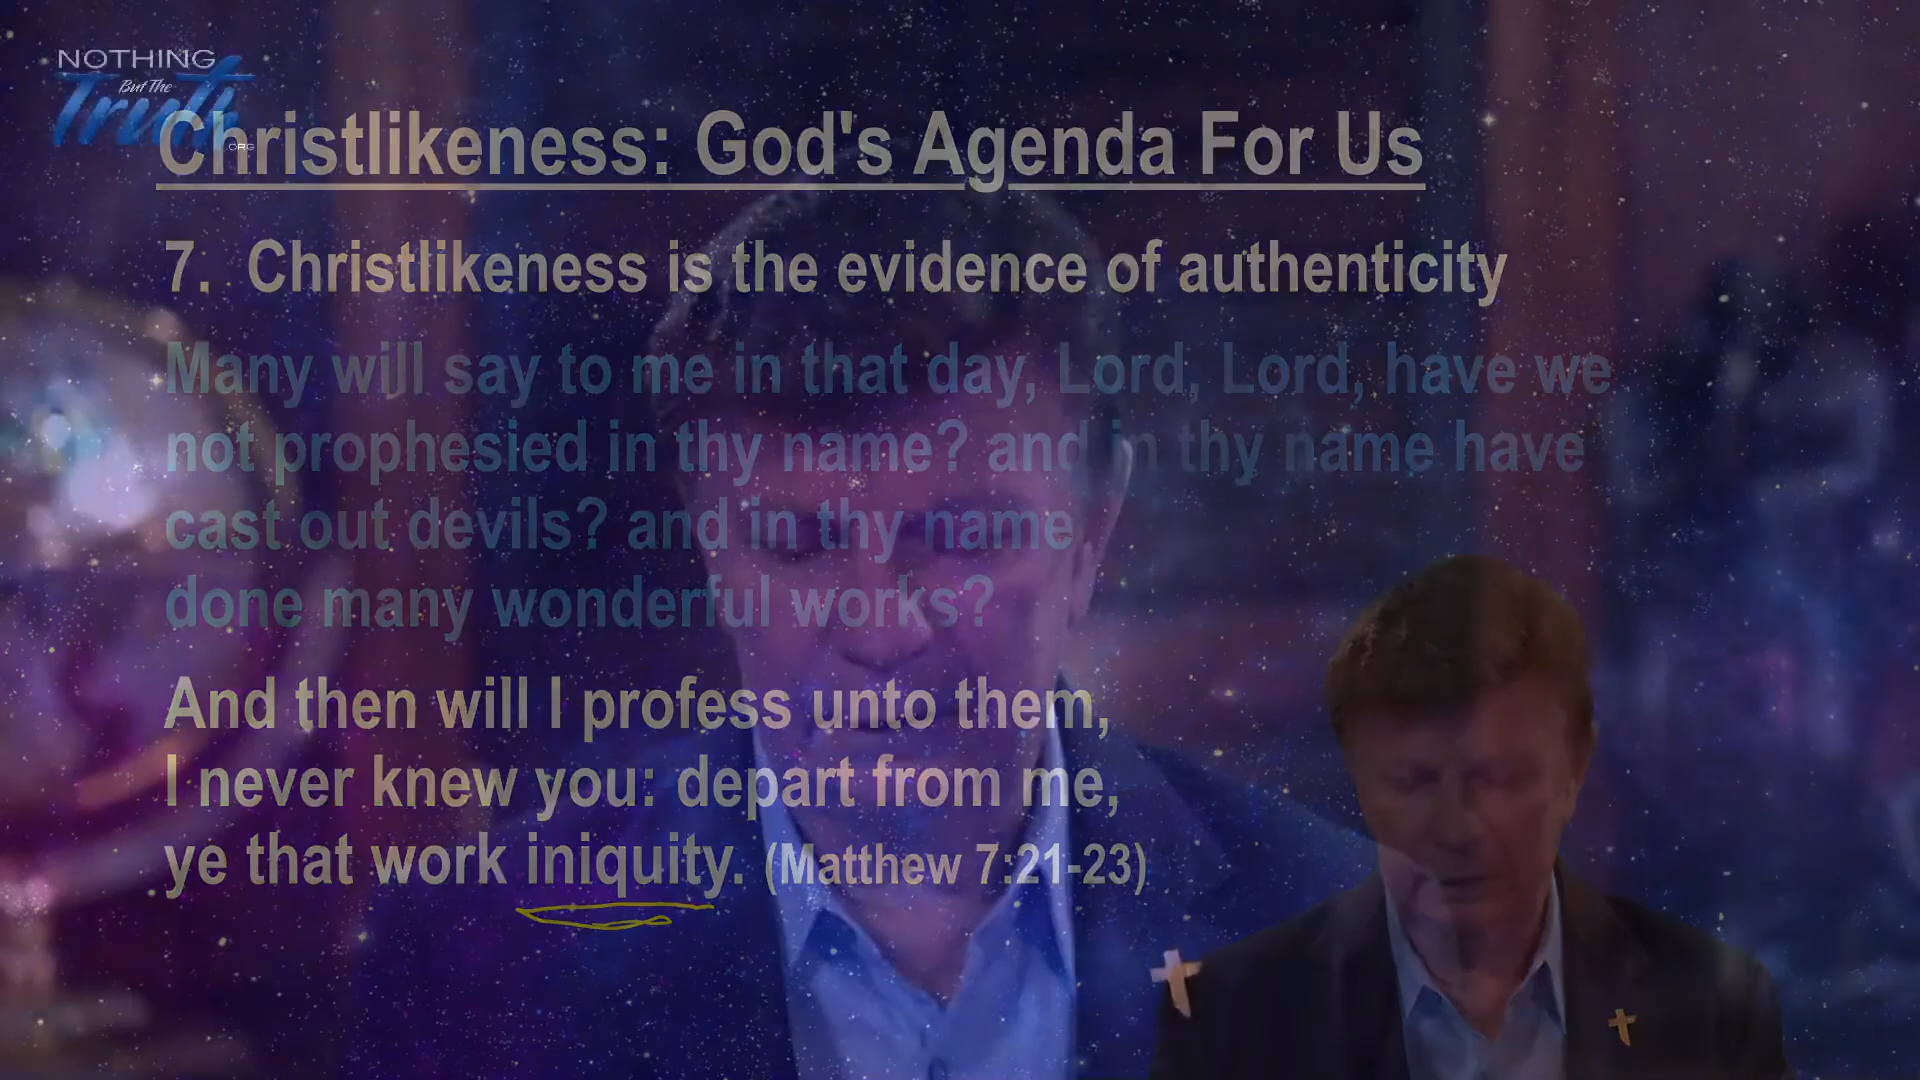 NOTHING
But The
Truth
.ORG
Christlikeness: God's Agenda For Us
7. Christlikeness is the evidence of authenticity
Many will say to me in that day, Lord, Lord, have we
not prophesied in thy name? and in thy name have
cast out devils? and in thy name
done many wonderful works?
And then will I profess unto them,
I never knew you: depart from me,
ye that work iniquity. (Matthew 7:21-23)